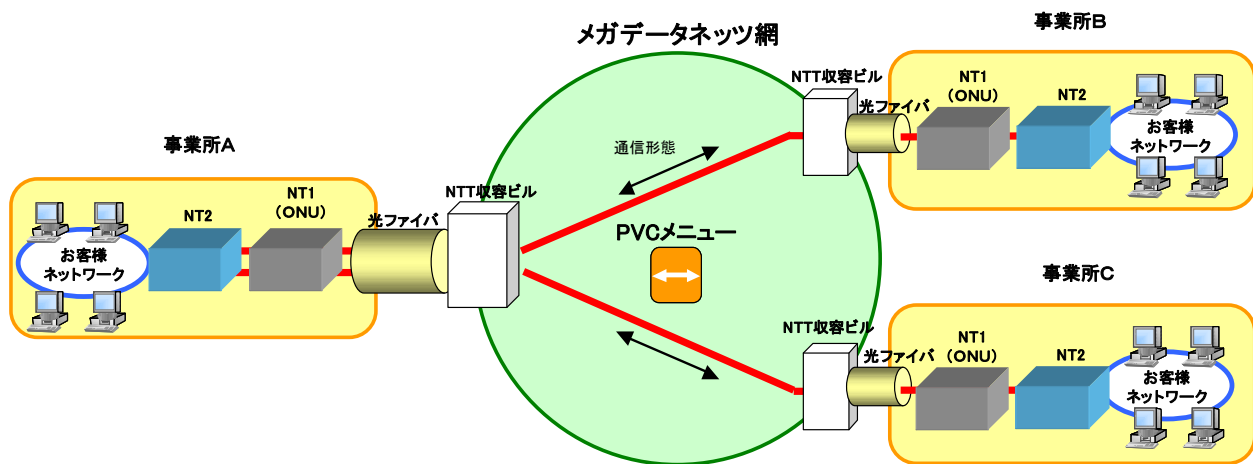 メガデータネッツ網
事業所A
NT2
NT1
(ONU)
光ファイバ
NTT収容ビル
お客様
ネットワーク
通信形態
PVCメニュー
事業所B
NTT収容ビル
光ファイバ
NT1
(ONU)
NT2
お客様
ネットワーク
事業所C
NTT収容ビル
光ファイバ
NT1
(ONU)
NT2
お客様
ネットワーク